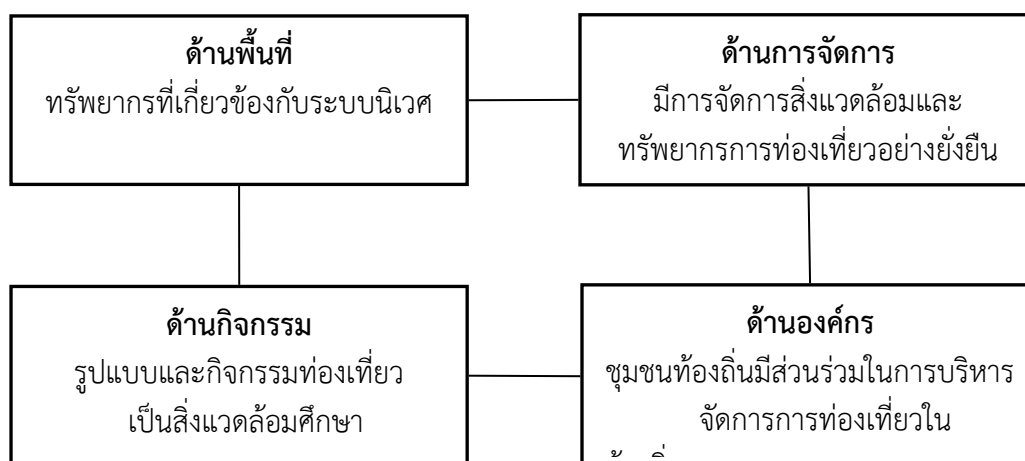 ด้านพื้นที่
ทรัพยากรที่เกี่ยวข้องกับระบบนิเวศ
ด้านการจัดการ
มีการจัดการสิ่งแวดล้อมและ
ทรัพยากรการท่องเที่ยวอย่างยั่งยืน
ด้านกิจกรรม
รูปแบบและกิจกรรมท่องเที่ยว
เป็นสิ่งแวดล้อมศึกษา
ด้านองค์กร
ชุมชนท้องถิ่นมีส่วนร่วมในการบริหาร
จัดการการท่องเที่ยวใน